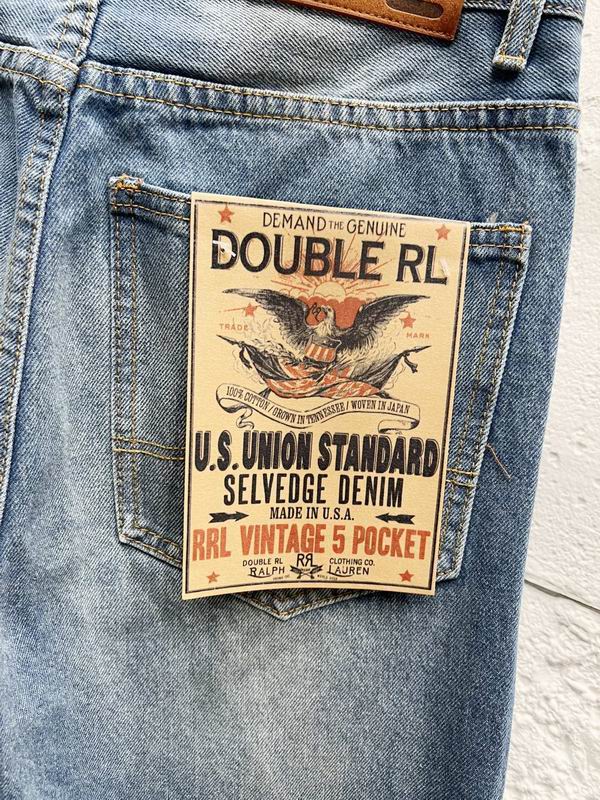 DEMAND THE GENUINE
DOUBLE RL
TRADE MARK
100% COTTON / GROWN IN TENNESSEE / WOVEN IN JAPAN
U.S. UNION STANDARD
SELVEDGE DENIM
MADE IN U.S.A.
RRL VINTAGE 5 POCKET
DOUBLE RL RR CLOTHING CO.
RALPH LAUREN